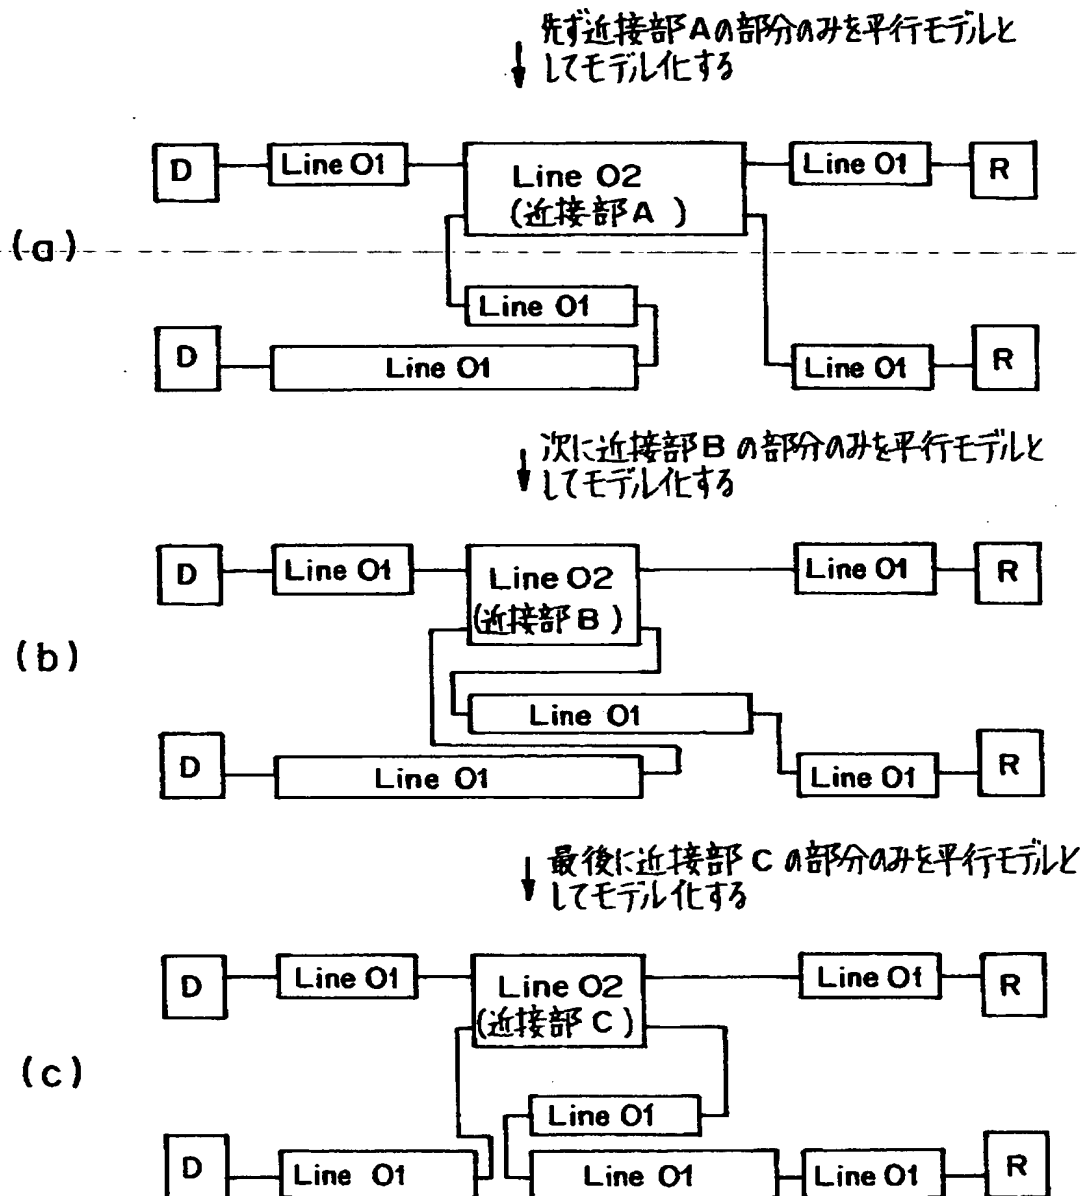 先ず近接部Aの部分のみを平行モデルと
してモデル化する
D Line 01 Line 02 Line 01 R
(近接部A)
(a)
Line 01
D Line 01 Line 01 R
次に近接部Bの部分のみを平行モデルと
してモデル化する
D Line 01 Line 02 Line 01 R
(近接部B)
(b)
Line 01
D Line 01 Line 01 R
最後に近接部Cの部分のみを平行モデルと
してモデル化する
D Line 01 Line 02 Line 01 R
(近接部C)
(c)
Line 01
D Line 01 Line 01 Line 01 R